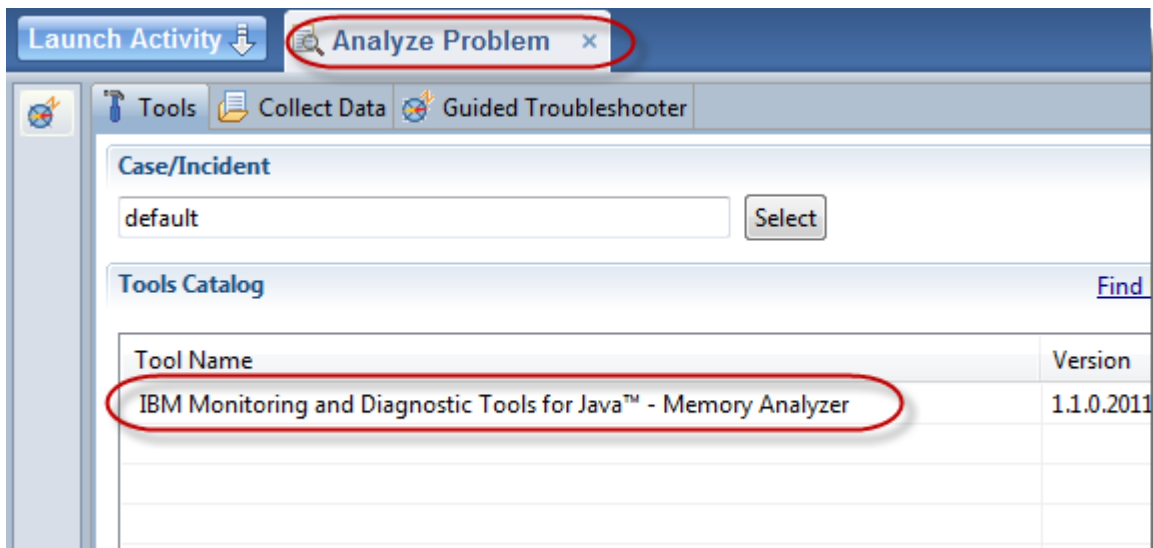 Launch Activity Analyze Problem ×
Tools Collect Data Guided Troubleshooter
Case/Incident
default Select
Tools Catalog Find
Tool Name Version
IBM Monitoring and Diagnostic Tools for Java™ - Memory Analyzer 1.1.0.2011